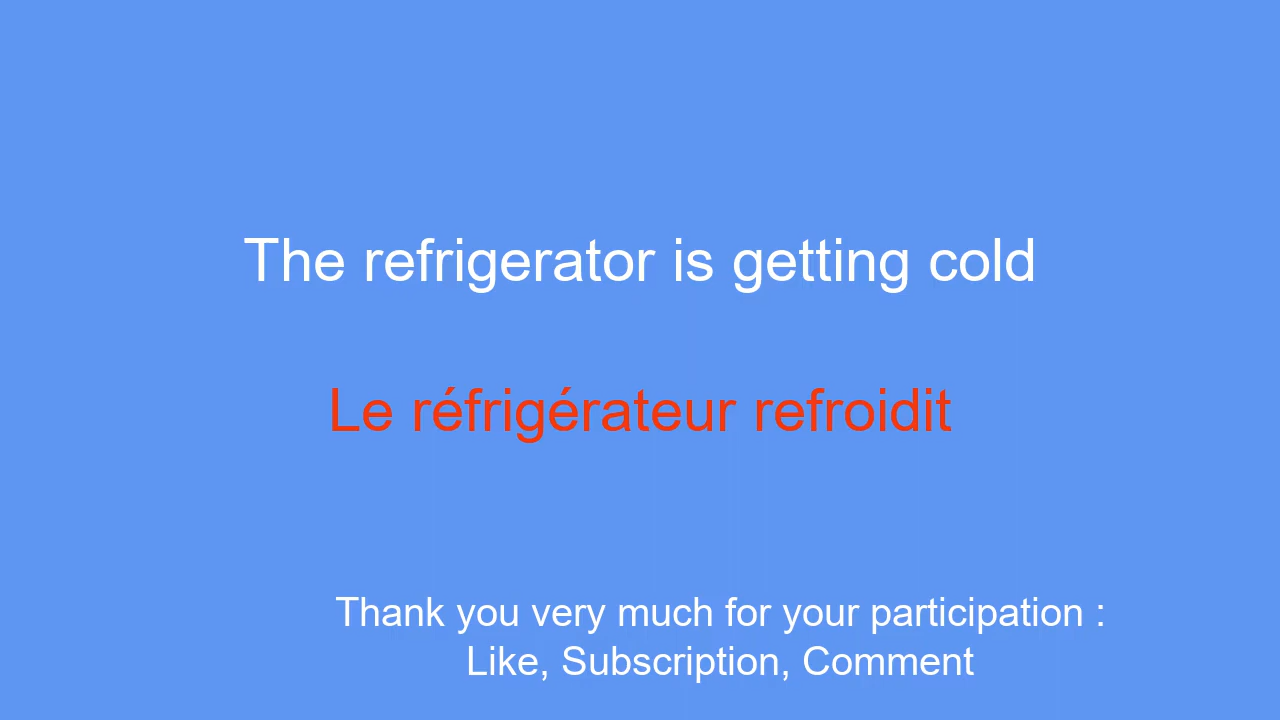 The refrigerator is getting cold
Le réfrigérateur refroidit
Thank you very much for your participation :
Like, Subscription, Comment